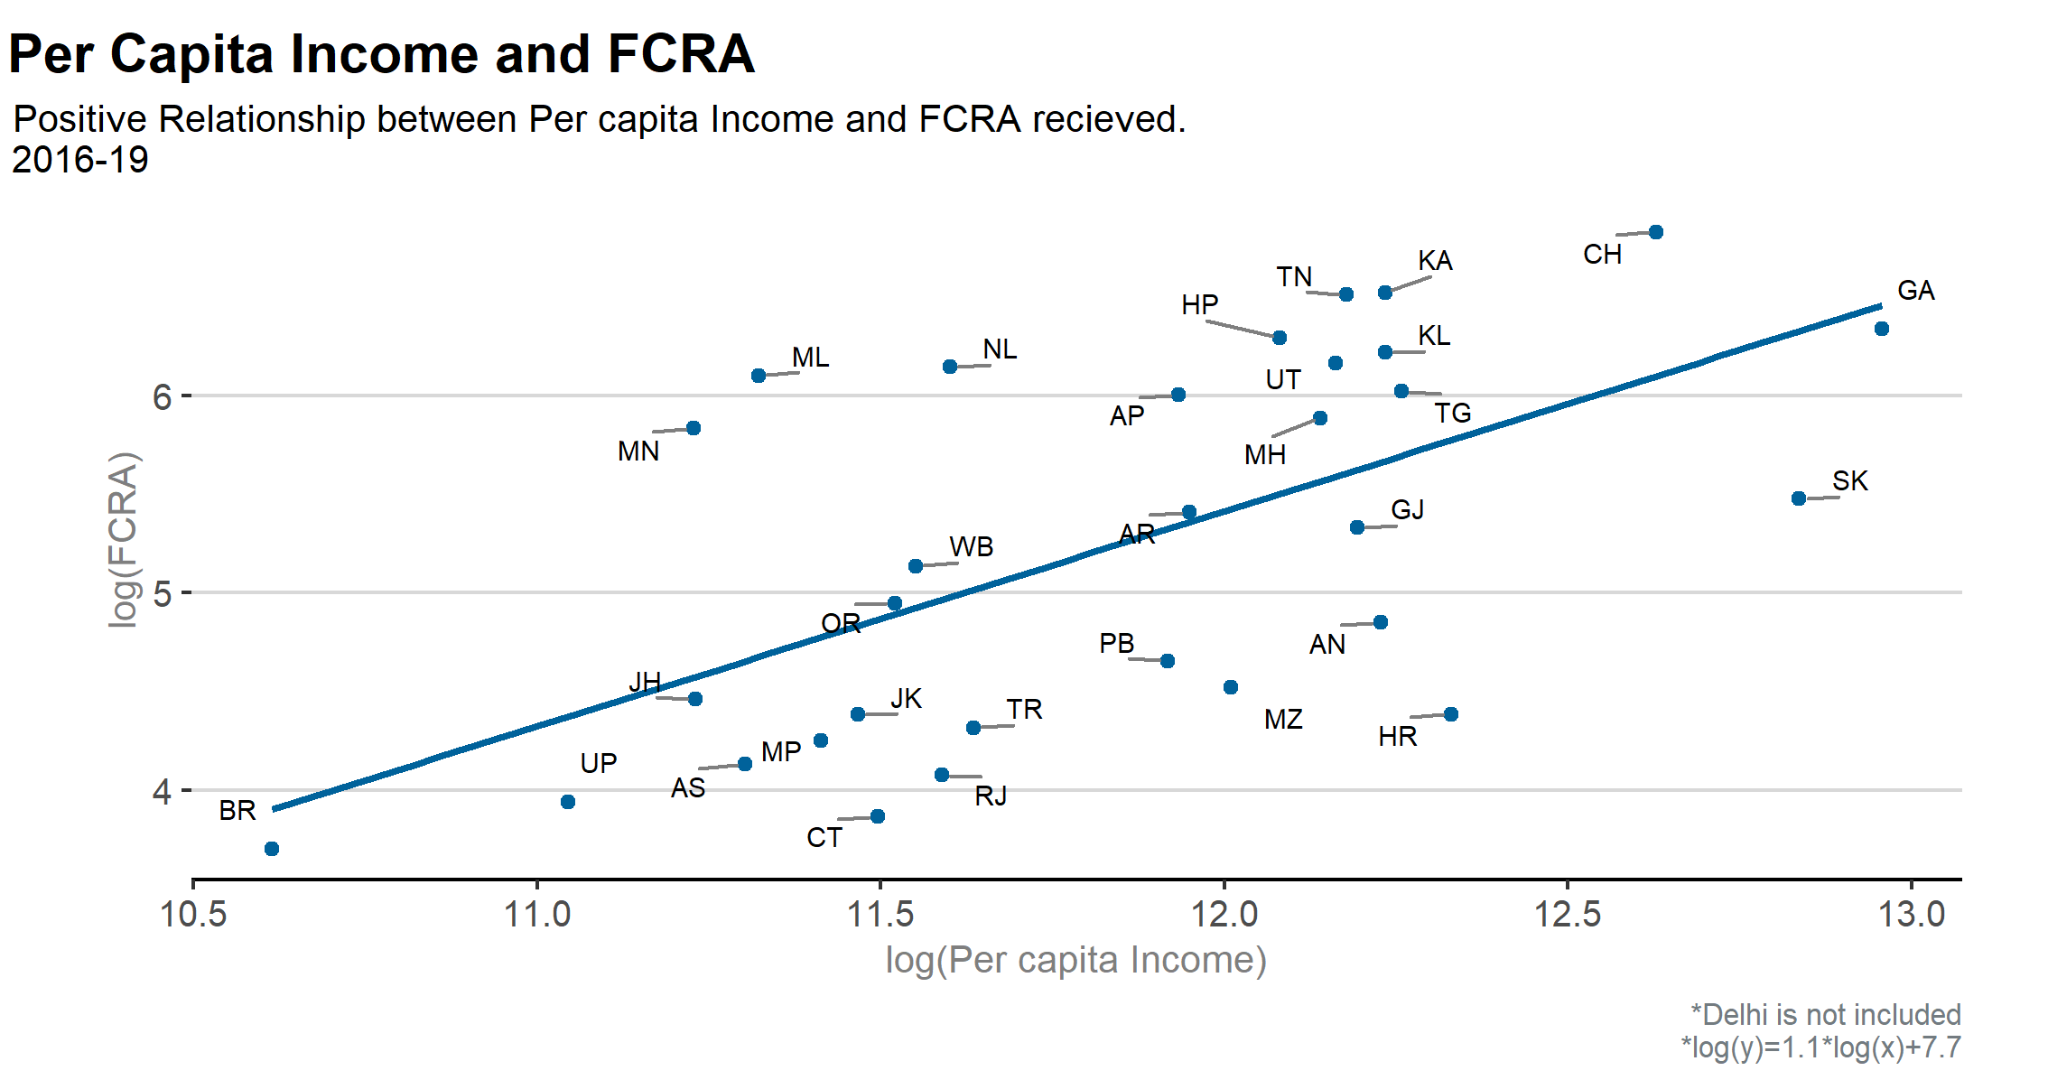 Per Capita Income and FCRA
Positive Relationship between Per capita Income and FCRA recieved.
2016-19
CH
KA
TN
GA
HP
KL
NL
ML
UT
6
AP
TG
MN
MH
SK
log(FCRA)
GJ
AR
WB
5
OR
PB
AN
JH
JK
TR
MZ
HR
MP
UP
AS
4
RJ
BR
CT
10.5
11.0
11.5
12.0
12.5
13.0
log(Per capita Income)
*Delhi is not included
*log(y)=1.1*log(x)+7.7